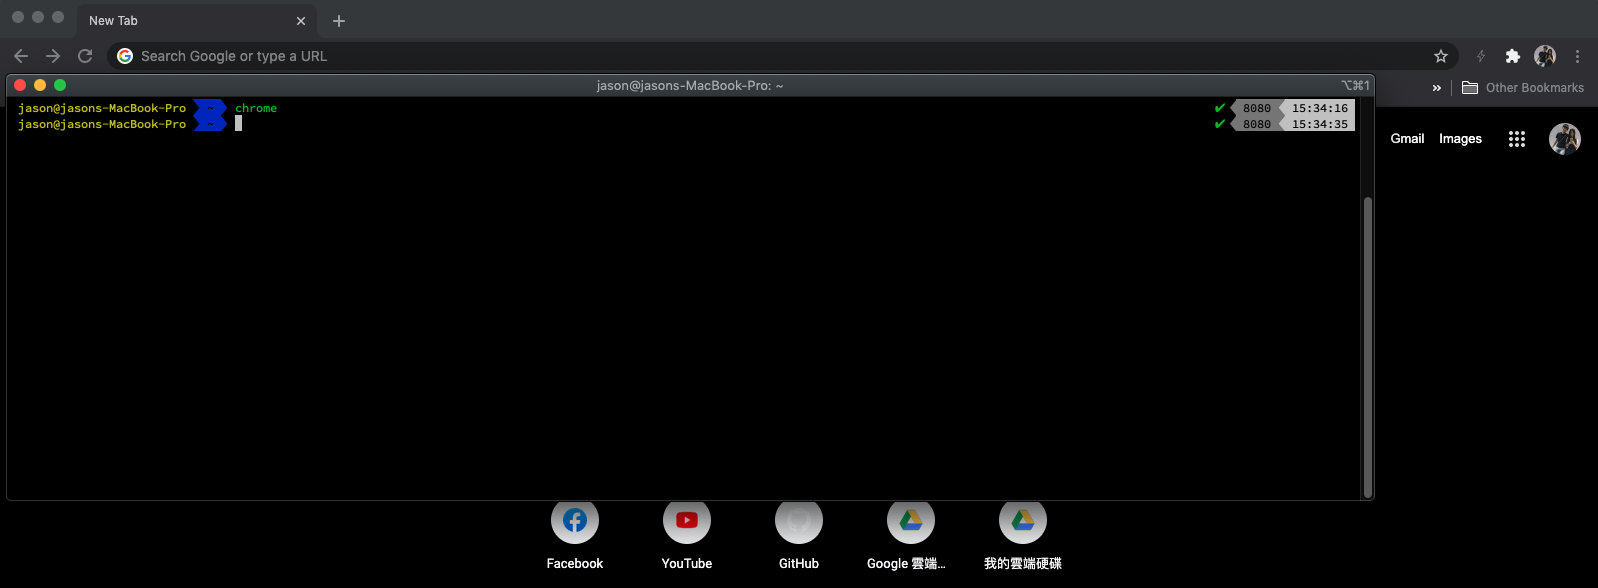 New Tab
Search Google or type a URL
jason@jasons-MacBook-Pro: ~
⌥⌘1
» Other Bookmarks
jason@jasons-MacBook-Pro ~ chrome ✔ 8080 15:34:16
jason@jasons-MacBook-Pro ~ ✔ 8080 15:34:35
Gmail Images
Facebook YouTube GitHub Google 雲端... 我的雲端硬碟